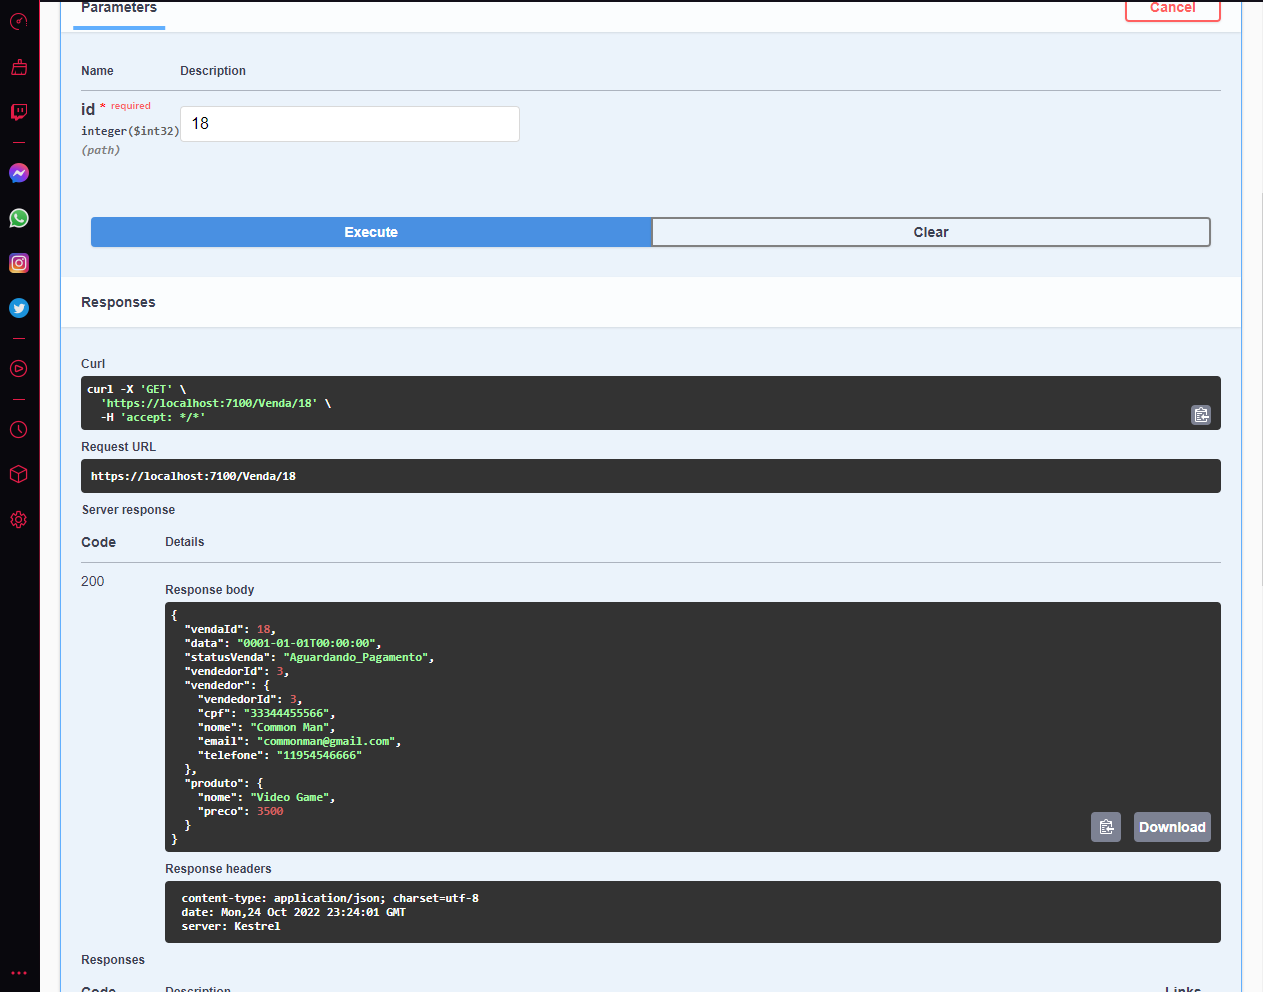 Parameters
Cancel
Name Description
id * required
integer($int32)
(path)
18
Execute Clear
Responses
Curl
curl -X 'GET' \
  'https://localhost:7100/Venda/18' \
  -H 'accept: */*'
Request URL
https://localhost:7100/Venda/18
Server response
Code Details
200
Response body
{
  "vendaId": 18,
  "data": "0001-01-01T00:00:00",
  "statusVenda": "Aguardando_Pagamento",
  "vendedorId": 3,
  "vendedor": {
    "vendedorId": 3,
    "cpf": "33344455566",
    "nome": "Common Man",
    "email": "commonman@gmail.com",
    "telefone": "11954546666"
  },
  "produto": {
    "nome": "Video Game",
    "preco": 3500
  }
}
Download
Response headers
content-type: application/json; charset=utf-8
date: Mon,24 Oct 2022 23:24:01 GMT
server: Kestrel
Responses
Code Description Links